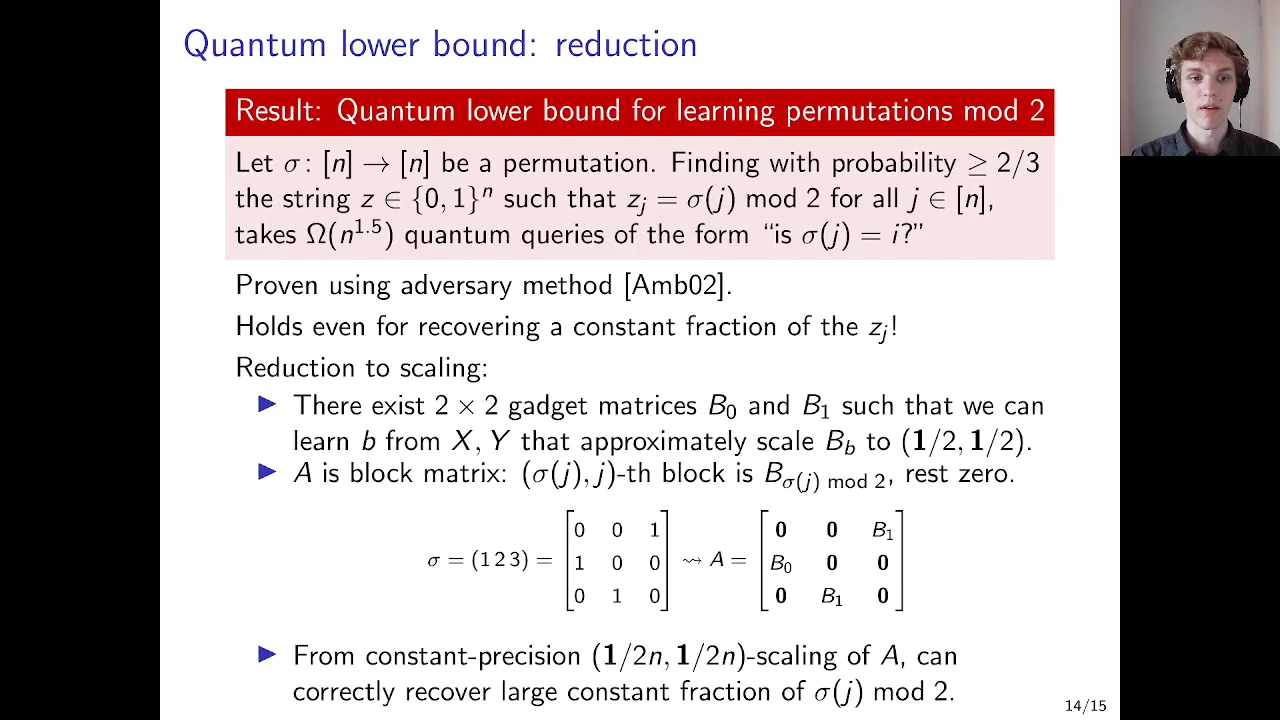 Quantum lower bound: reduction
Result: Quantum lower bound for learning permutations mod 2
Let σ: [n] → [n] be a permutation. Finding with probability ≥ 2/3
the string z ∈ {0, 1}ⁿ such that zⱼ = σ(j) mod 2 for all j ∈ [n],
takes Ω(n^1.5) quantum queries of the form “is σ(j) = i?”
Proven using adversary method [Amb02].
Holds even for recovering a constant fraction of the zⱼ!
Reduction to scaling:
▶ There exist 2 × 2 gadget matrices B₀ and B₁ such that we can
learn b from X, Y that approximately scale B_b to (1/2, 1/2).
▶ A is block matrix: (σ(j), j)-th block is B_σ(j) mod 2, rest zero.
0 0 1 0 0 B₁
σ = (1 2 3) = 1 0 0 ⇝ A = B₀ 0 0
0 1 0 0 B₁ 0
▶ From constant-precision (1/2n, 1/2n)-scaling of A, can
correctly recover large constant fraction of σ(j) mod 2.
14/15